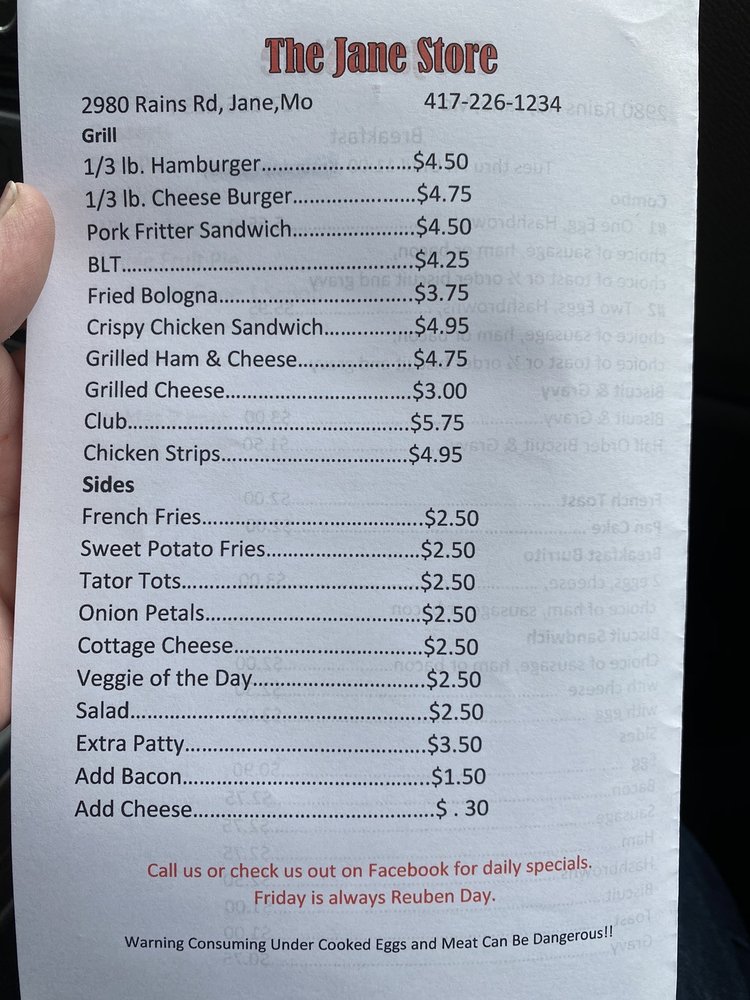 The Jane Store
2980 Rains Rd, Jane,Mo 417-226-1234
Grill
1/3 lb. Hamburger..............................$4.50
1/3 lb. Cheese Burger.......................$4.75
Pork Fritter Sandwich.......................$4.50
BLT.......................................................$4.25
Fried Bologna.....................................$3.75
Crispy Chicken Sandwich.................$4.95
Grilled Ham & Cheese......................$4.75
Grilled Cheese...................................$3.00
Club.....................................................$5.75
Chicken Strips...................................$4.95
Sides
French Fries.........................................$2.50
Sweet Potato Fries............................$2.50
Tator Tots............................................$2.50
Onion Petals........................................$2.50
Cottage Cheese..................................$2.50
Veggie of the Day...............................$2.50
Salad......................................................$2.50
Extra Patty............................................$3.50
Add Bacon............................................$1.50
Add Cheese...........................................$ . 30
Call us or check us out on Facebook for daily specials.
Friday is always Reuben Day.
Warning Consuming Under Cooked Eggs and Meat Can Be Dangerous!!